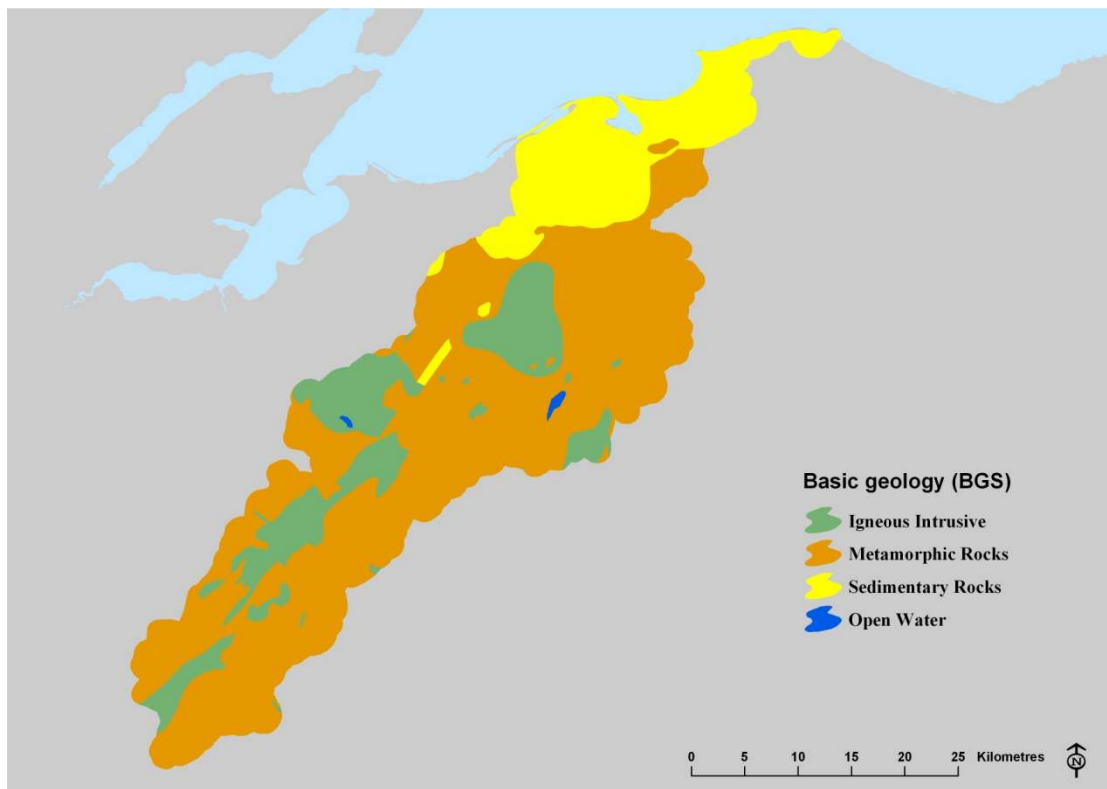 Basic geology (BGS)
Igneous Intrusive
Metamorphic Rocks
Sedimentary Rocks
Open Water
0 5 10 15 20 25 Kilometres
N